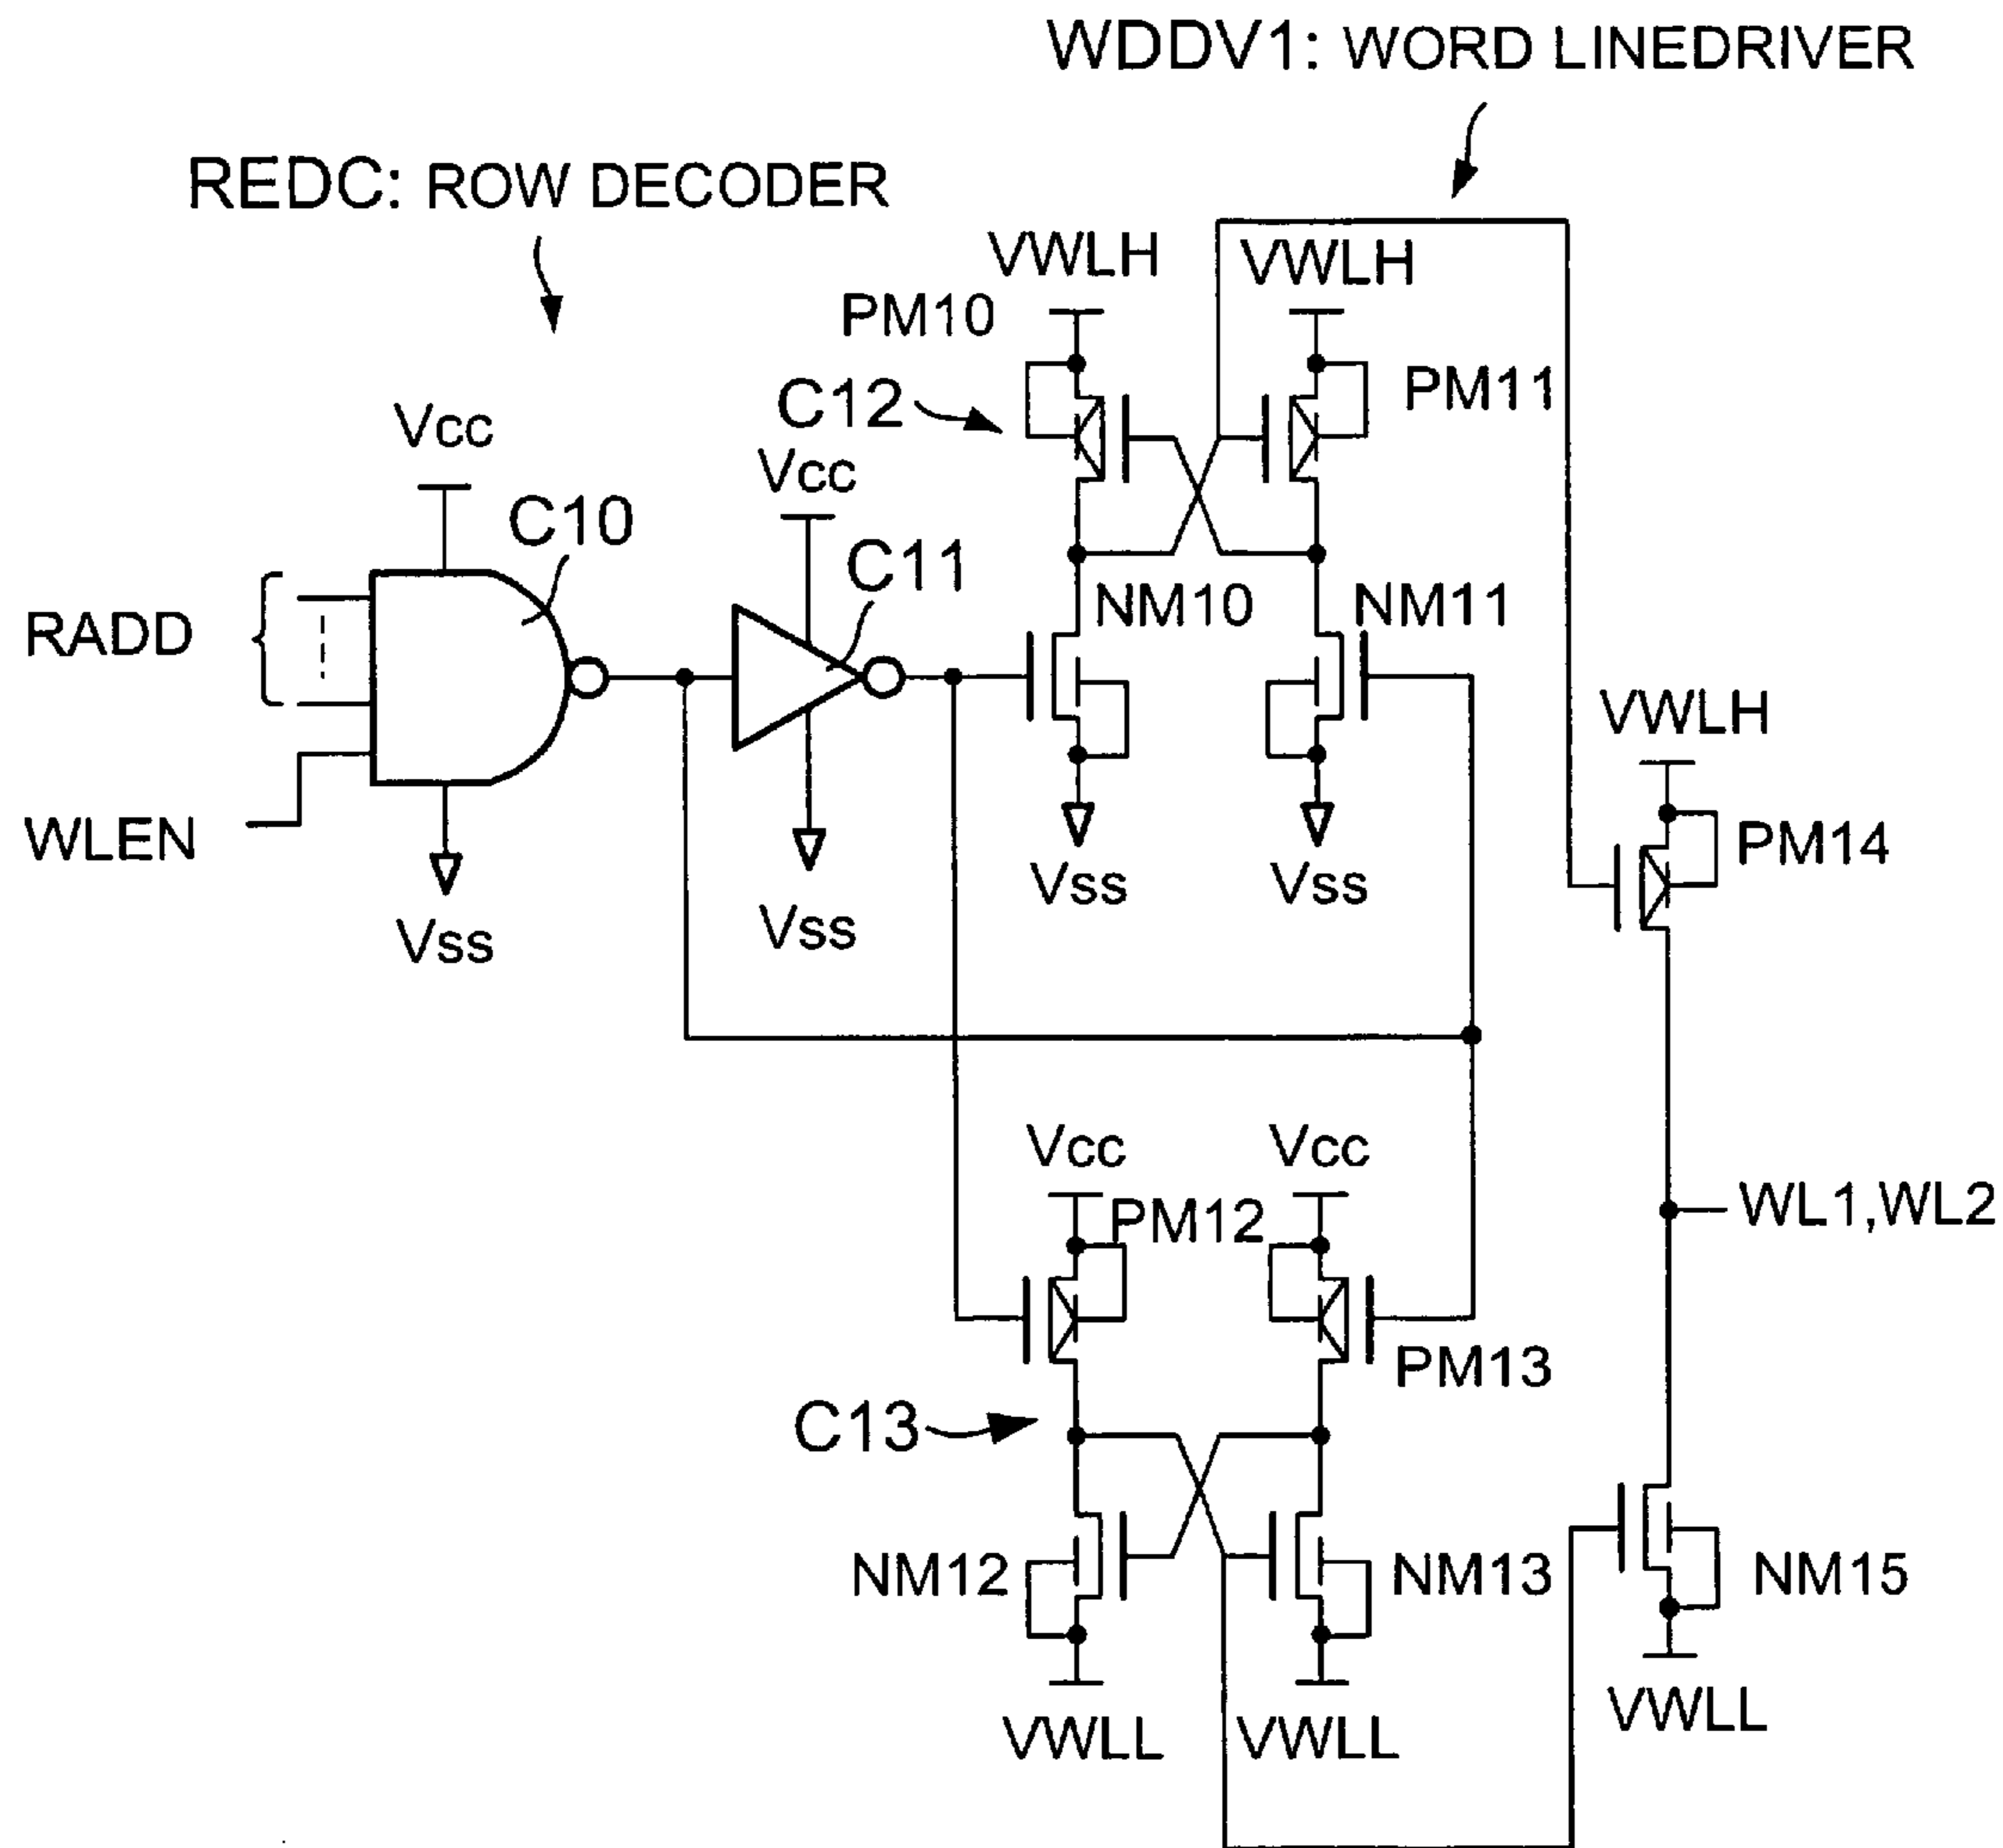 WDDV1: WORD LINEDRIVER
REDC: ROW DECODER
VWLH
VWLH
PM10
PM11
C12
Vcc
Vcc
C10
C11
NM10
NM11
RADD
VWLH
WLEN
PM14
Vss
Vss
Vss
Vss
Vcc
Vcc
PM12
WL1,WL2
PM13
C13
NM12
NM13
NM15
VWLL
VWLL
VWLL